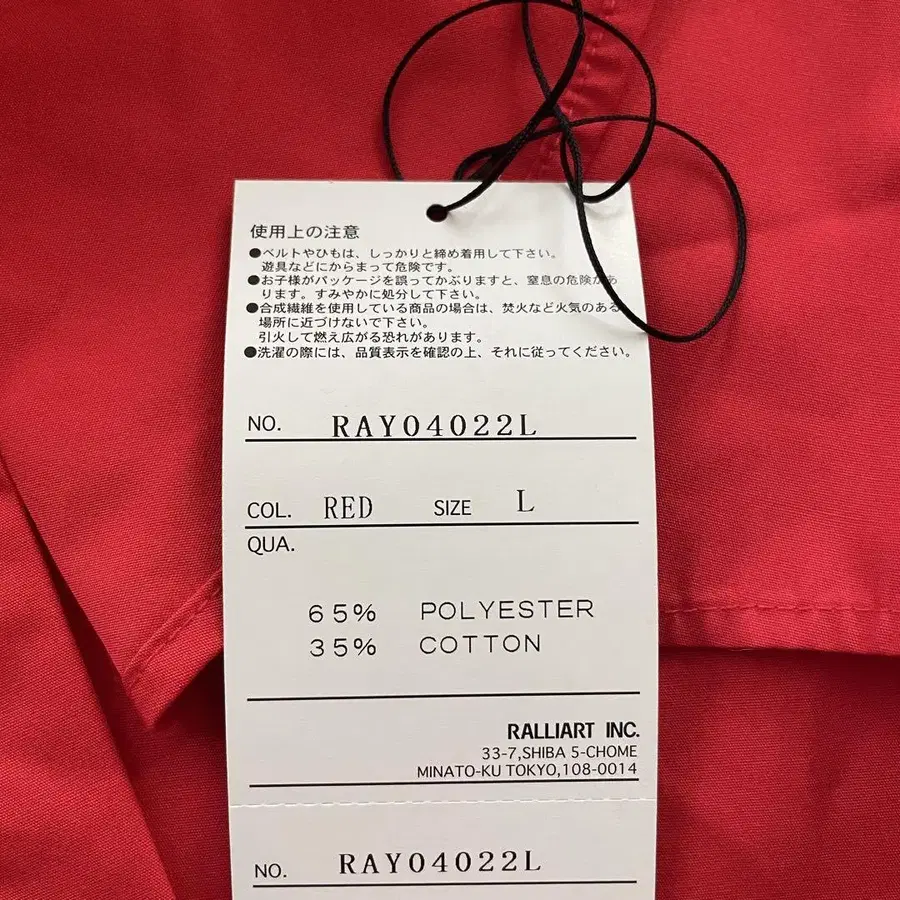 使用上の注意
●ベルトやひもは、しっかりと締め着用して下さい。
遊具などにからまって危険です。
●お子様がパッケージを誤ってかぶりますと、窒息の危険があ
ります。すみやかに処分して下さい。
●合成繊維を使用している商品の場合は、焚火など火気のある
場所に近づけないで下さい。
引火して燃え広がる恐れがあります。
●洗濯の際には、品質表示を確認の上、それに従ってください。
NO. RAY04022L
COL. RED SIZE L
QUA.
65% POLYESTER
35% COTTON
RALLIART INC.
33-7,SHIBA 5-CHOME
MINATO-KU TOKYO,108-0014
NO. RAY04022L